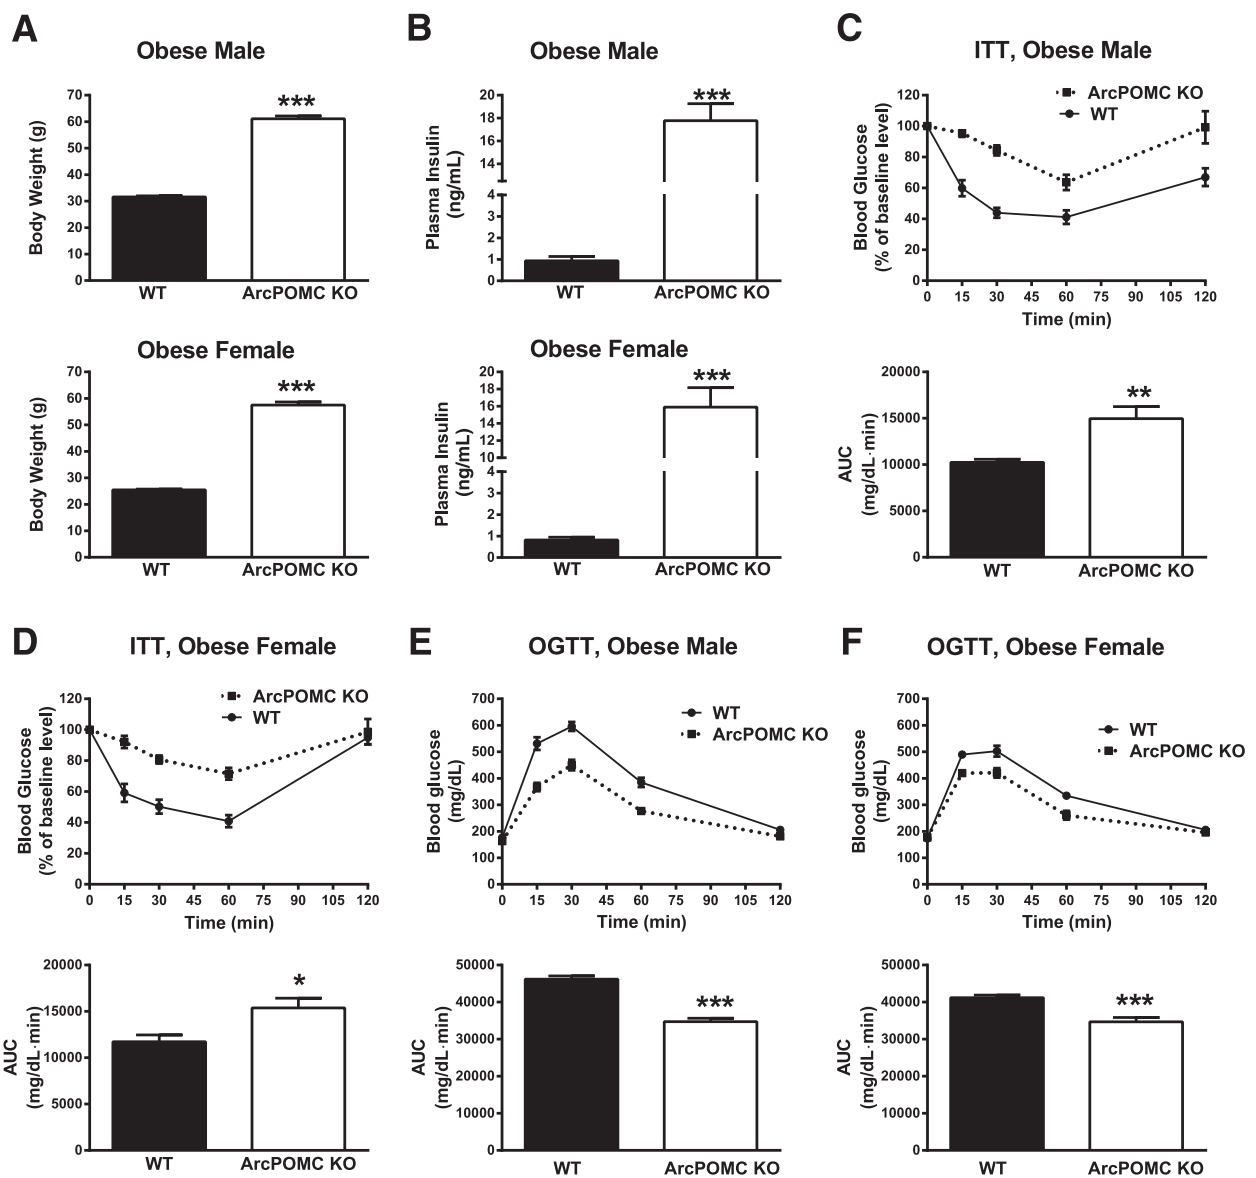 A
Obese Male
Body Weight (g)
70
60
50
40
30
20
10
0
***
WT
ArcPOMC KO
Obese Female
Body Weight (g)
70
60
50
40
30
20
10
0
***
WT
ArcPOMC KO
B
Obese Male
Plasma Insulin
(ng/mL)
20
18
16
14
4
3
2
1
0
***
WT
ArcPOMC KO
Obese Female
Plasma Insulin
(ng/mL)
20
18
16
14
12
10
4
3
2
1
0
***
WT
ArcPOMC KO
C
ITT, Obese Male
ArcPOMC KO
WT
Blood Glucose
(% of baseline level)
120
100
80
60
40
20
0
0 15 30 45 60 75 90 105 120
Time (min)
AUC
(mg/dL·min)
20000
15000
10000
5000
0
**
WT
ArcPOMC KO
D
ITT, Obese Female
ArcPOMC KO
WT
Blood Glucose
(% of baseline level)
120
100
80
60
40
20
0
0 15 30 45 60 75 90 105 120
Time (min)
AUC
(mg/dL·min)
20000
15000
10000
5000
0
*
WT
ArcPOMC KO
E
OGTT, Obese Male
WT
ArcPOMC KO
Blood glucose
(mg/dL)
700
600
500
400
300
200
100
0
0 15 30 45 60 75 90 105 120
Time (min)
AUC
(mg/dL·min)
50000
40000
30000
20000
10000
0
***
WT
ArcPOMC KO
F
OGTT, Obese Female
WT
ArcPOMC KO
Blood glucose
(mg/dL)
700
600
500
400
300
200
100
0
0 15 30 45 60 75 90 105 120
Time (min)
AUC
(mg/dL·min)
50000
40000
30000
20000
10000
0
***
WT
ArcPOMC KO